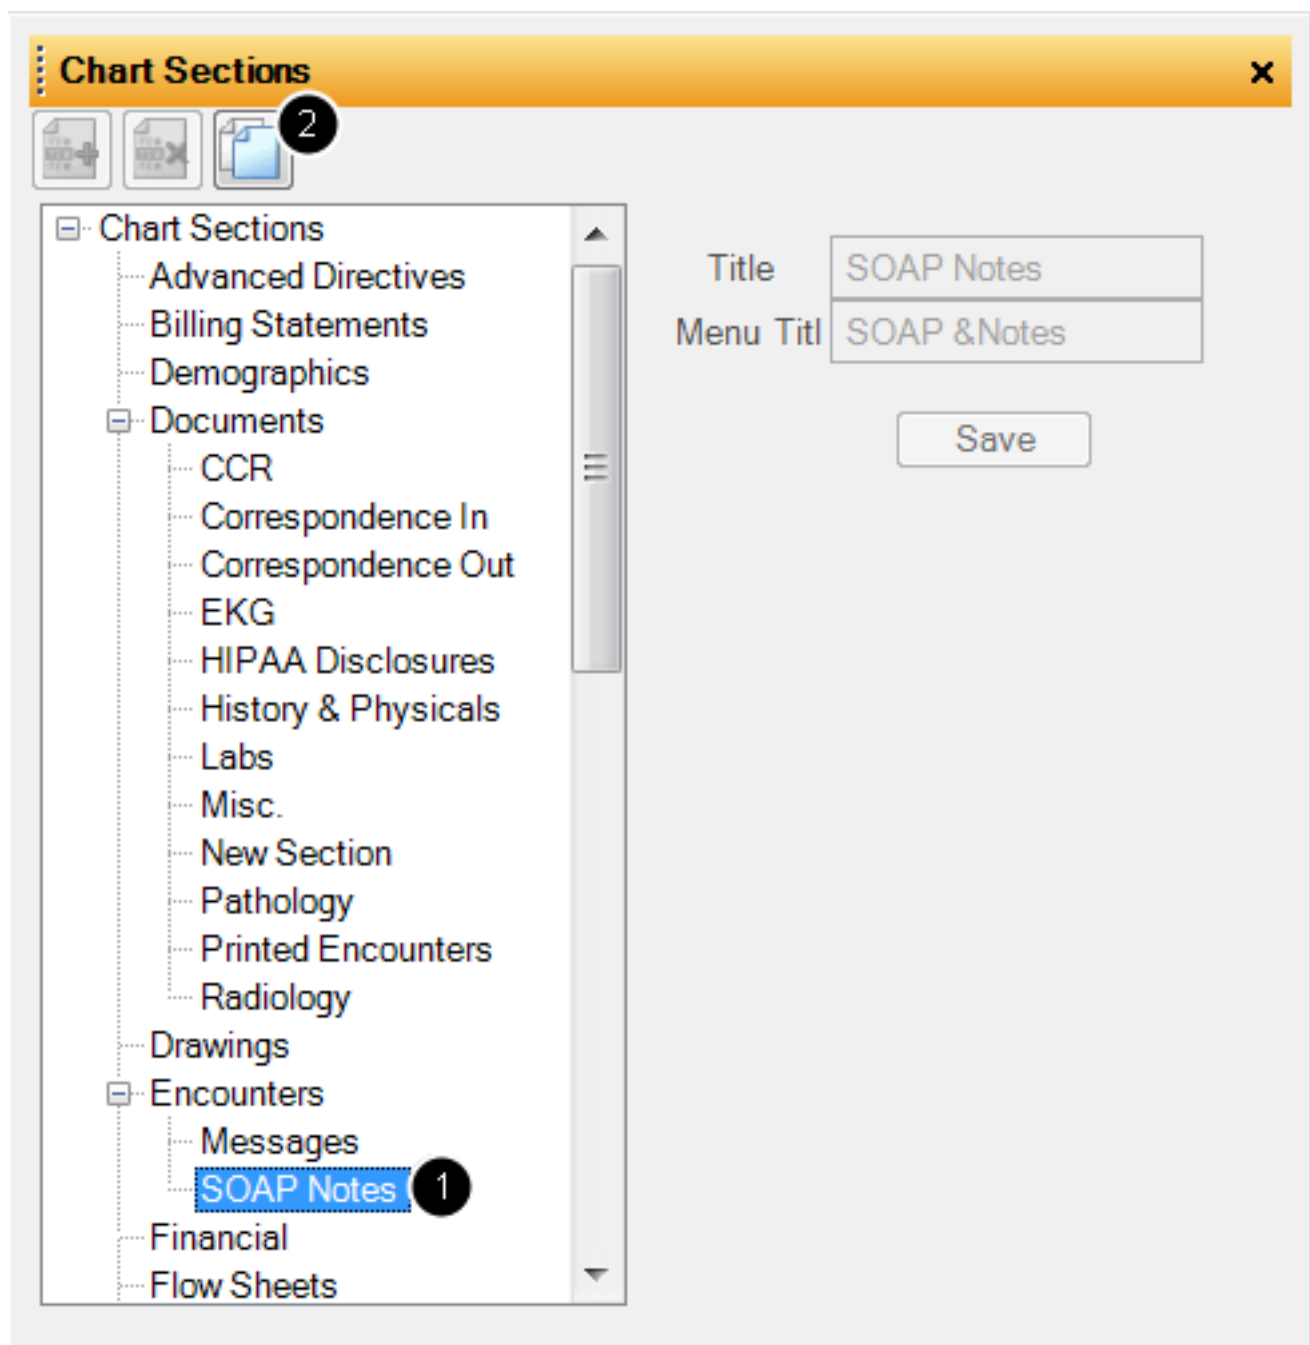 Chart Sections
2
Chart Sections
Advanced Directives
Billing Statements
Demographics
Documents
CCR
Correspondence In
Correspondence Out
EKG
HIPAA Disclosures
History & Physicals
Labs
Misc.
New Section
Pathology
Printed Encounters
Radiology
Drawings
Encounters
Messages
SOAP Notes 1
Financial
Flow Sheets
Title SOAP Notes
Menu Titl SOAP &Notes
Save